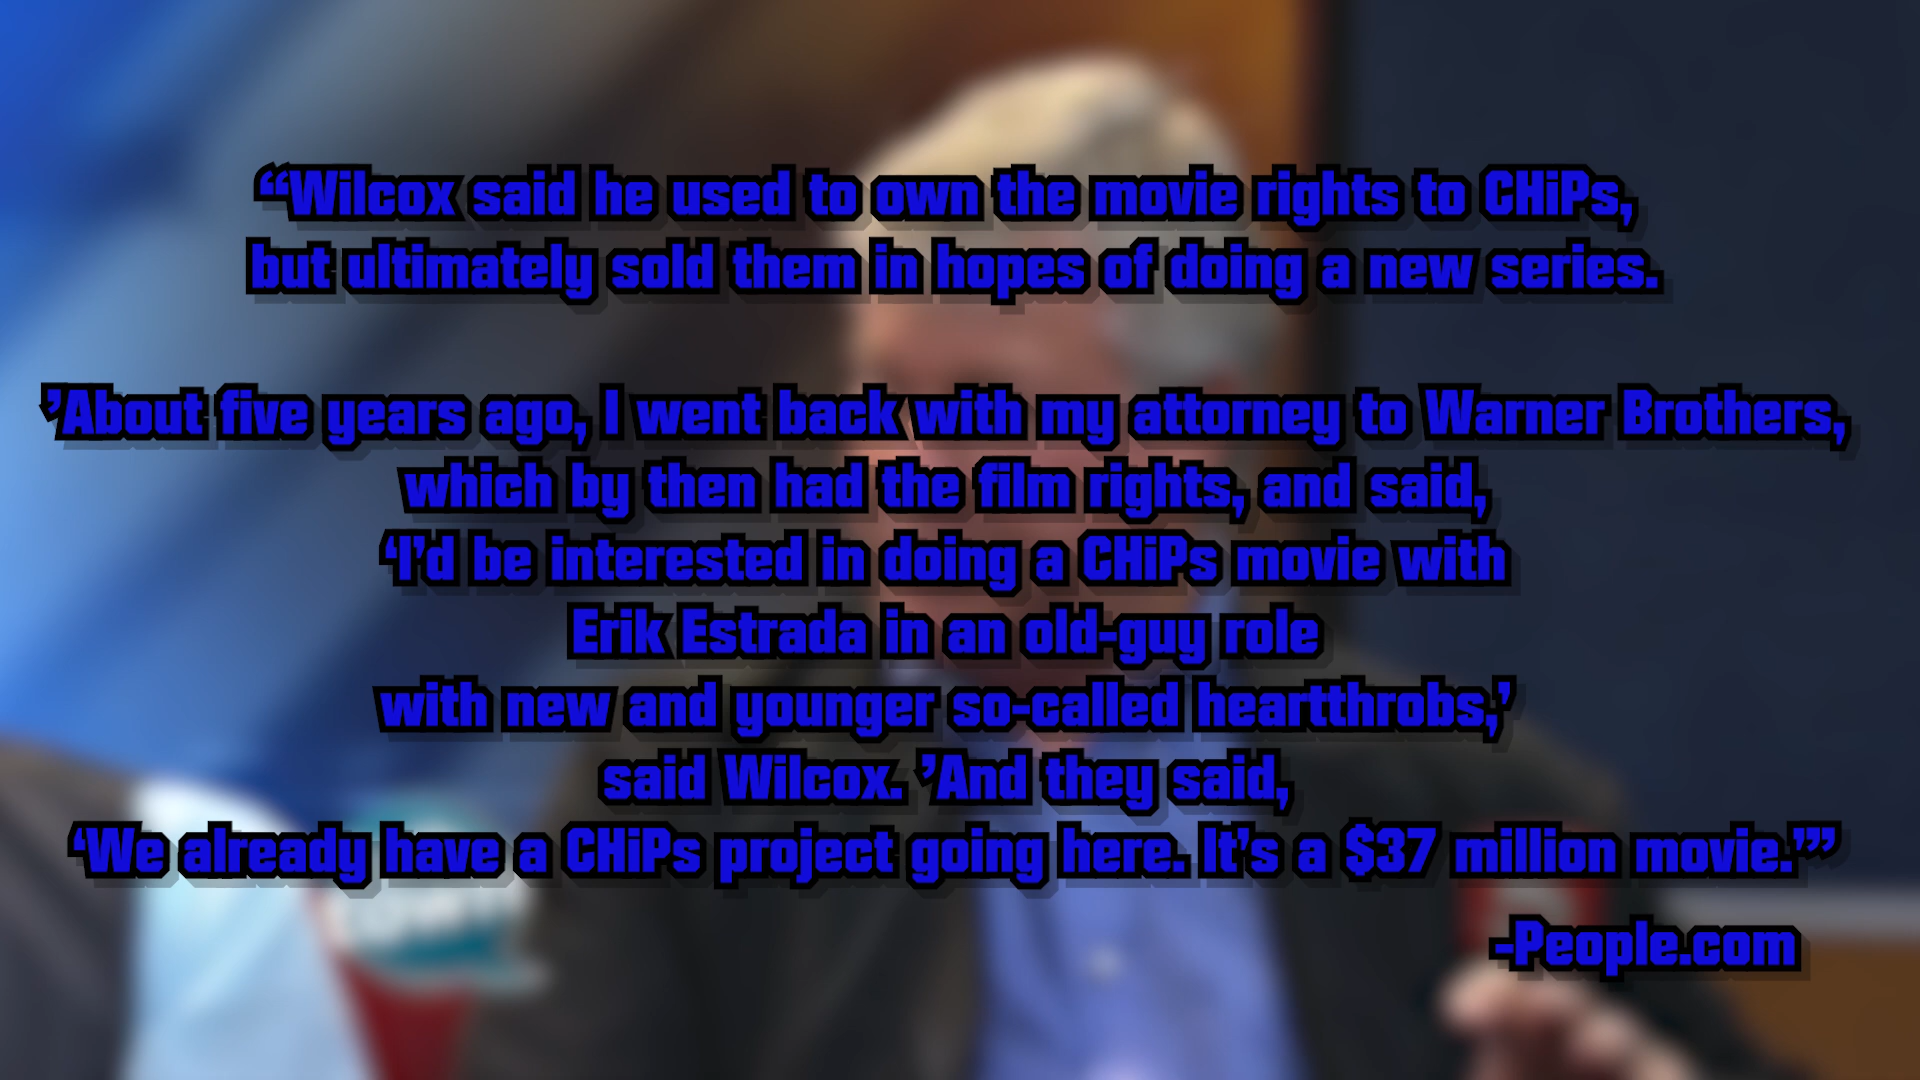 “Wilcox said he used to own the movie rights to CHiPs,
but ultimately sold them in hopes of doing a new series.
’About five years ago, I went back with my attorney to Warner Brothers,
which by then had the film rights, and said,
‘I’d be interested in doing a CHiPs movie with
Erik Estrada in an old-guy role
with new and younger so-called heartthrobs,’
said Wilcox. ’And they said,
‘We already have a CHiPs project going here. It’s a $37 million movie.’”
-People.com